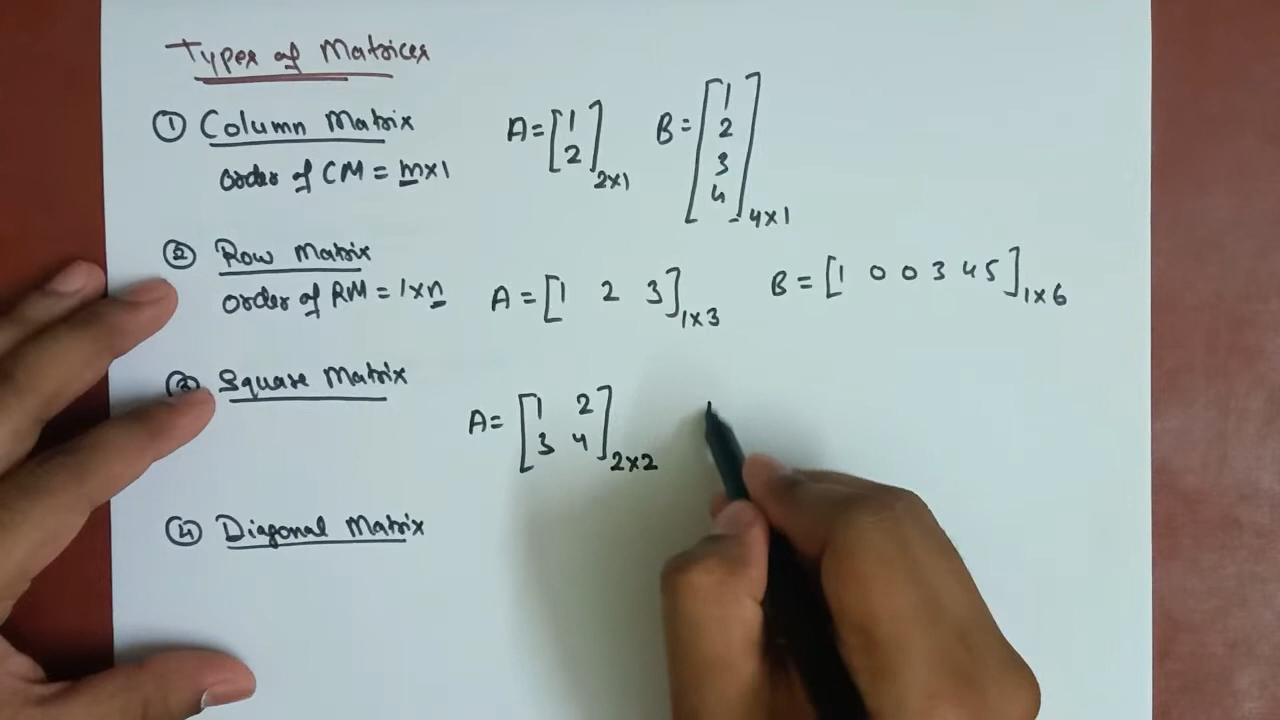 Types of Matrices
① Column Matrix A = [1 2] 2x1 B = [1 2 3 4] 4x1
order of CM = mx1
② Row Matrix
order of RM = 1xn A = [1 2 3] 1x3 B = [1 0 0 3 4 5] 1x6
③ Square Matrix
A = [1 2
3 4] 2x2
④ Diagonal Matrix